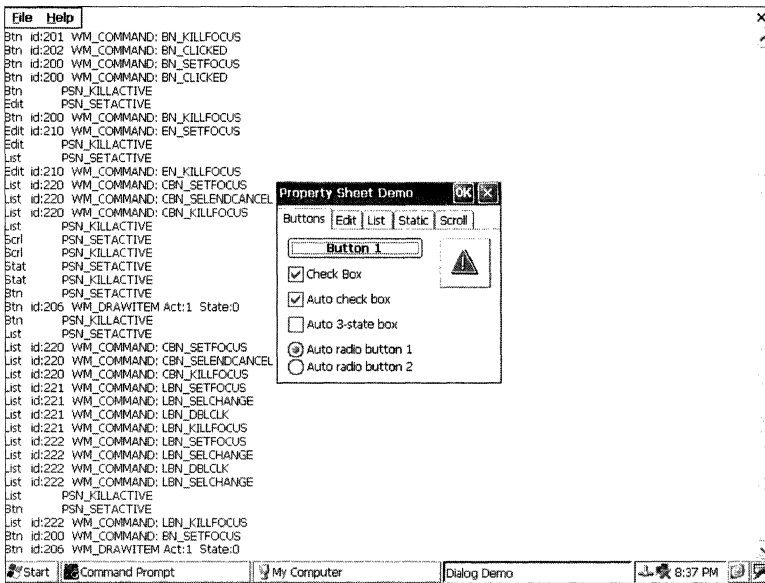 File Help
Btn id:201 WM_COMMAND: BN_KILLFOCUS
Btn id:202 WM_COMMAND: BN_CLICKED
Btn id:200 WM_COMMAND: BN_SETFOCUS
Btn id:200 WM_COMMAND: BN_CLICKED
Btn PSN_KILLACTIVE
Edit PSN_SETACTIVE
Btn id:200 WM_COMMAND: BN_KILLFOCUS
Edit id:210 WM_COMMAND: EN_SETFOCUS
Edit PSN_KILLACTIVE
List PSN_SETACTIVE
Edit id:210 WM_COMMAND: EN_KILLFOCUS
List id:220 WM_COMMAND: CBN_SETFOCUS
List id:220 WM_COMMAND: CBN_SELENDCANCEL
List id:220 WM_COMMAND: CBN_KILLFOCUS
List PSN_KILLACTIVE
Scrl PSN_SETACTIVE
Scrl PSN_KILLACTIVE
Stat PSN_SETACTIVE
Stat PSN_KILLACTIVE
Btn PSN_SETACTIVE
Btn id:206 WM_DRAWITEM Act:1 State:0
Btn PSN_KILLACTIVE
List PSN_SETACTIVE
List id:220 WM_COMMAND: CBN_SETFOCUS
List id:220 WM_COMMAND: CBN_SELENDCANCEL
List id:220 WM_COMMAND: CBN_KILLFOCUS
List id:221 WM_COMMAND: LBN_SETFOCUS
List id:221 WM_COMMAND: LBN_SELCHANGE
List id:221 WM_COMMAND: LBN_DBLCLK
List id:221 WM_COMMAND: LBN_KILLFOCUS
List id:222 WM_COMMAND: LBN_SETFOCUS
List id:222 WM_COMMAND: LBN_SELCHANGE
List id:222 WM_COMMAND: LBN_DBLCLK
List id:222 WM_COMMAND: LBN_SELCHANGE
List PSN_KILLACTIVE
Btn PSN_SETACTIVE
List id:222 WM_COMMAND: LBN_KILLFOCUS
Btn id:200 WM_COMMAND: BN_SETFOCUS
Btn id:206 WM_DRAWITEM Act:1 State:0
Property Sheet Demo OK
Buttons Edit List Static Scroll
Button 1
Check Box
Auto check box
Auto 3-state box
Auto radio button 1
Auto radio button 2
Start Command Prompt My Computer Dialog Demo 8:37 PM